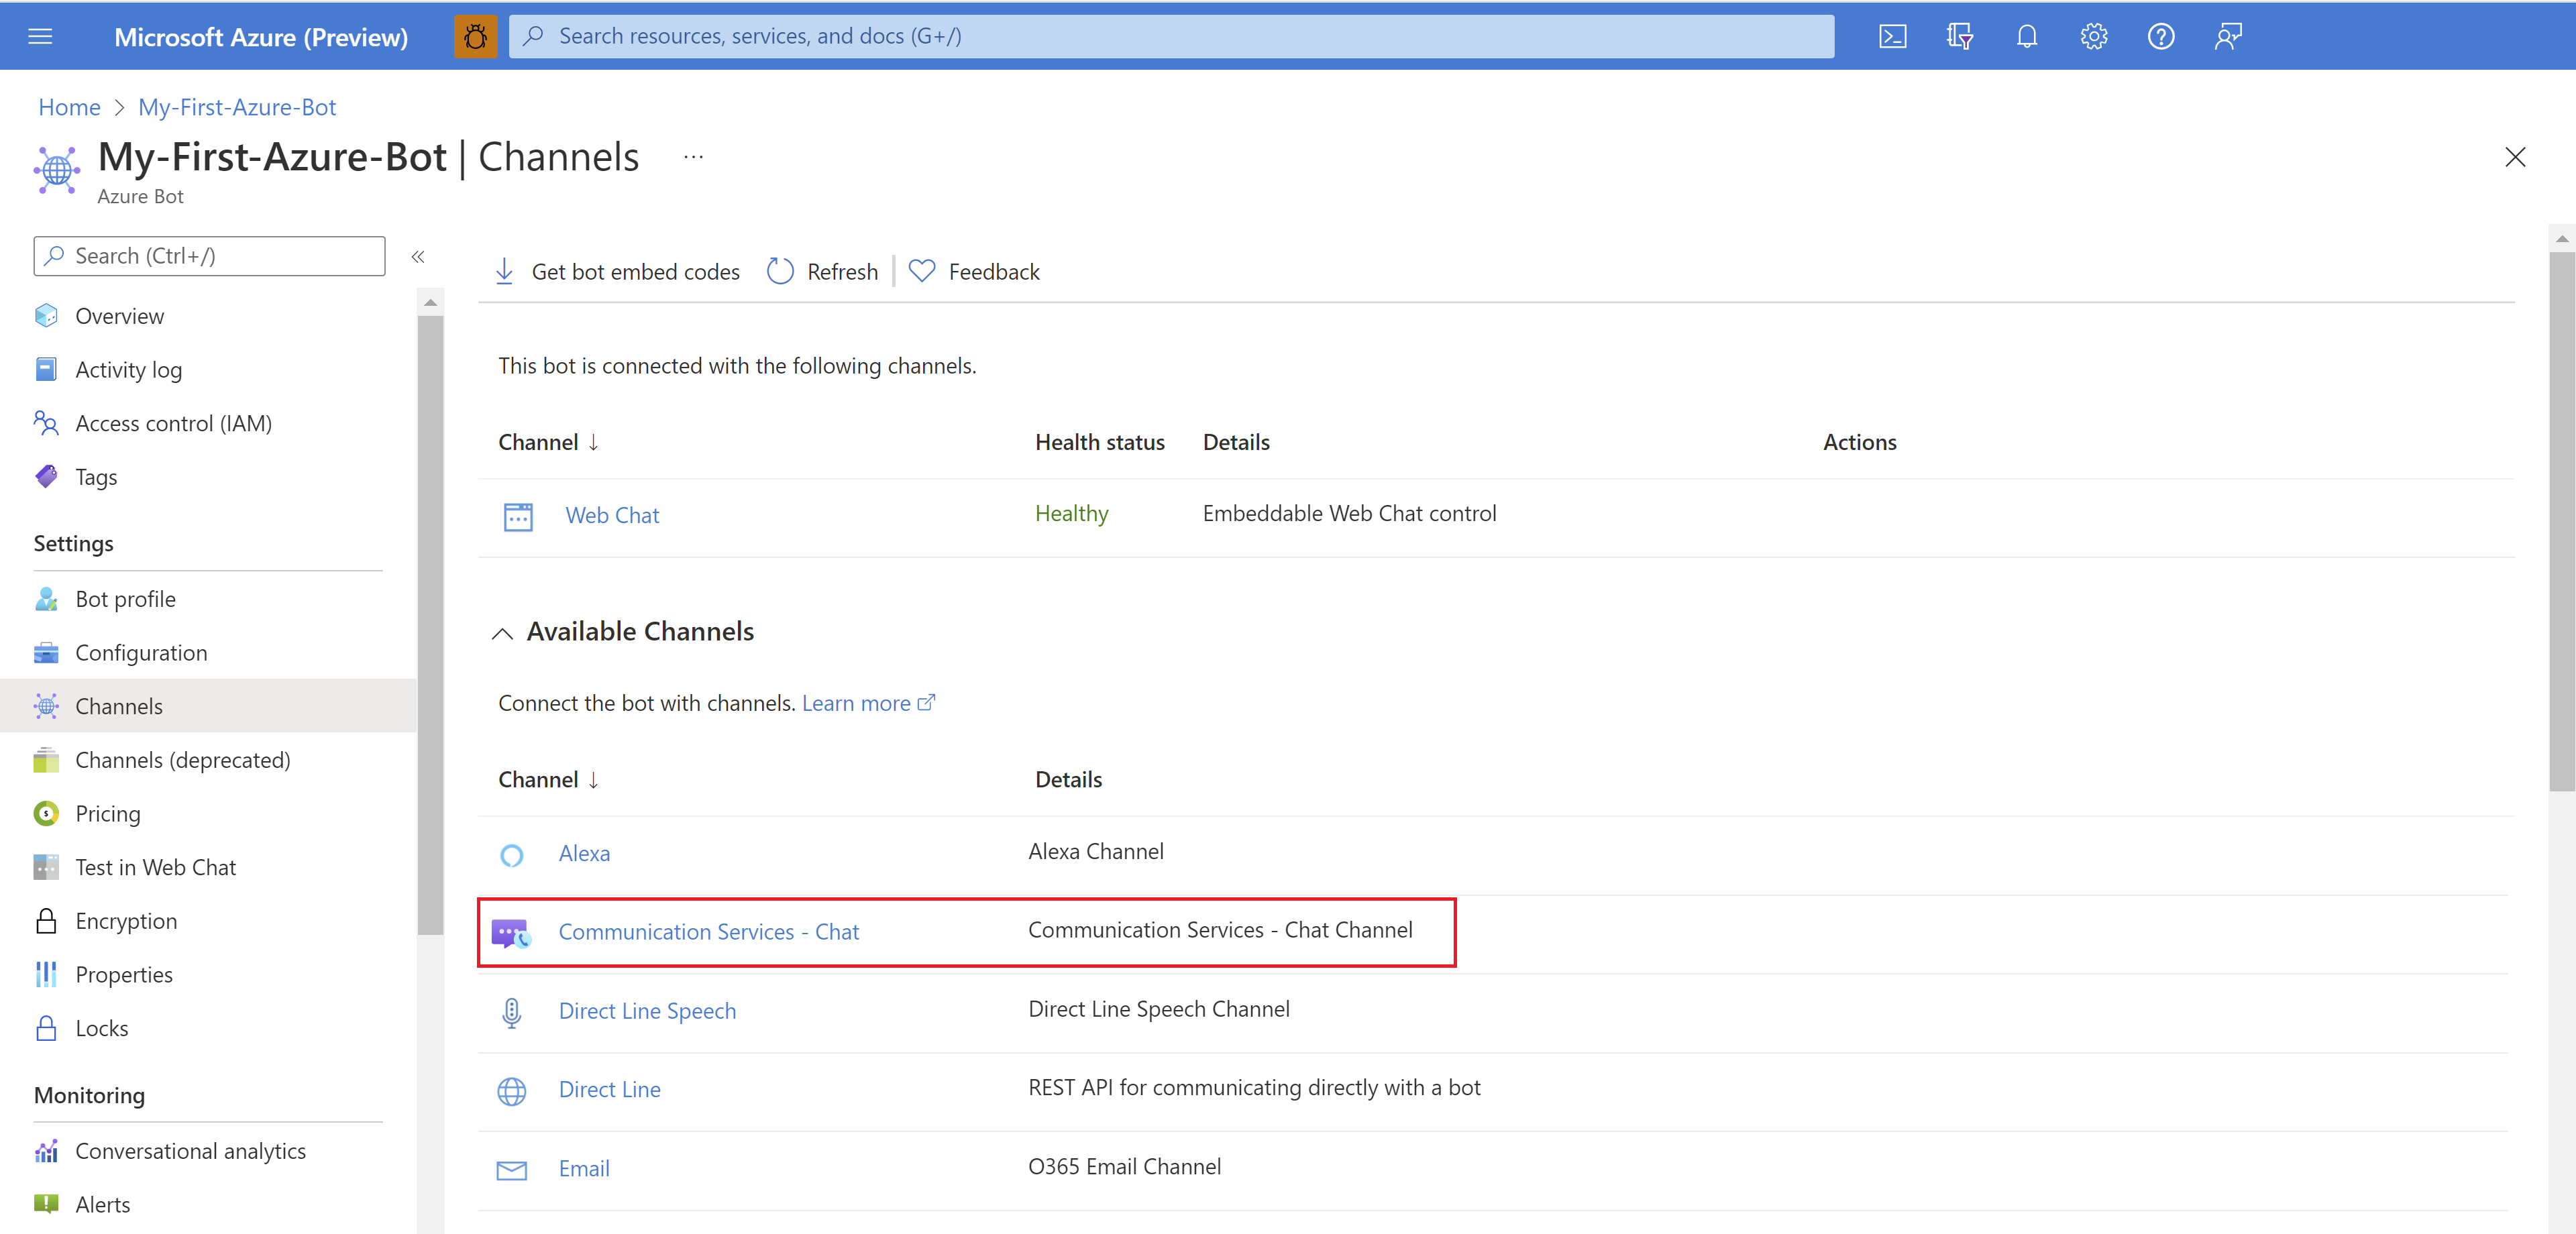 Microsoft Azure (Preview)
Search resources, services, and docs (G+/)
Home > My-First-Azure-Bot
My-First-Azure-Bot | Channels ...
Azure Bot
Search (Ctrl+/)
«
Overview
Activity log
Access control (IAM)
Tags
Settings
Bot profile
Configuration
Channels
Channels (deprecated)
Pricing
Test in Web Chat
Encryption
Properties
Locks
Monitoring
Conversational analytics
Alerts
Get bot embed codes Refresh Feedback
This bot is connected with the following channels.
Channel ↓ Health status Details Actions
Web Chat Healthy Embeddable Web Chat control
Available Channels
Connect the bot with channels. Learn more
Channel ↓ Details
Alexa Alexa Channel
Communication Services - Chat Communication Services - Chat Channel
Direct Line Speech Direct Line Speech Channel
Direct Line REST API for communicating directly with a bot
Email O365 Email Channel